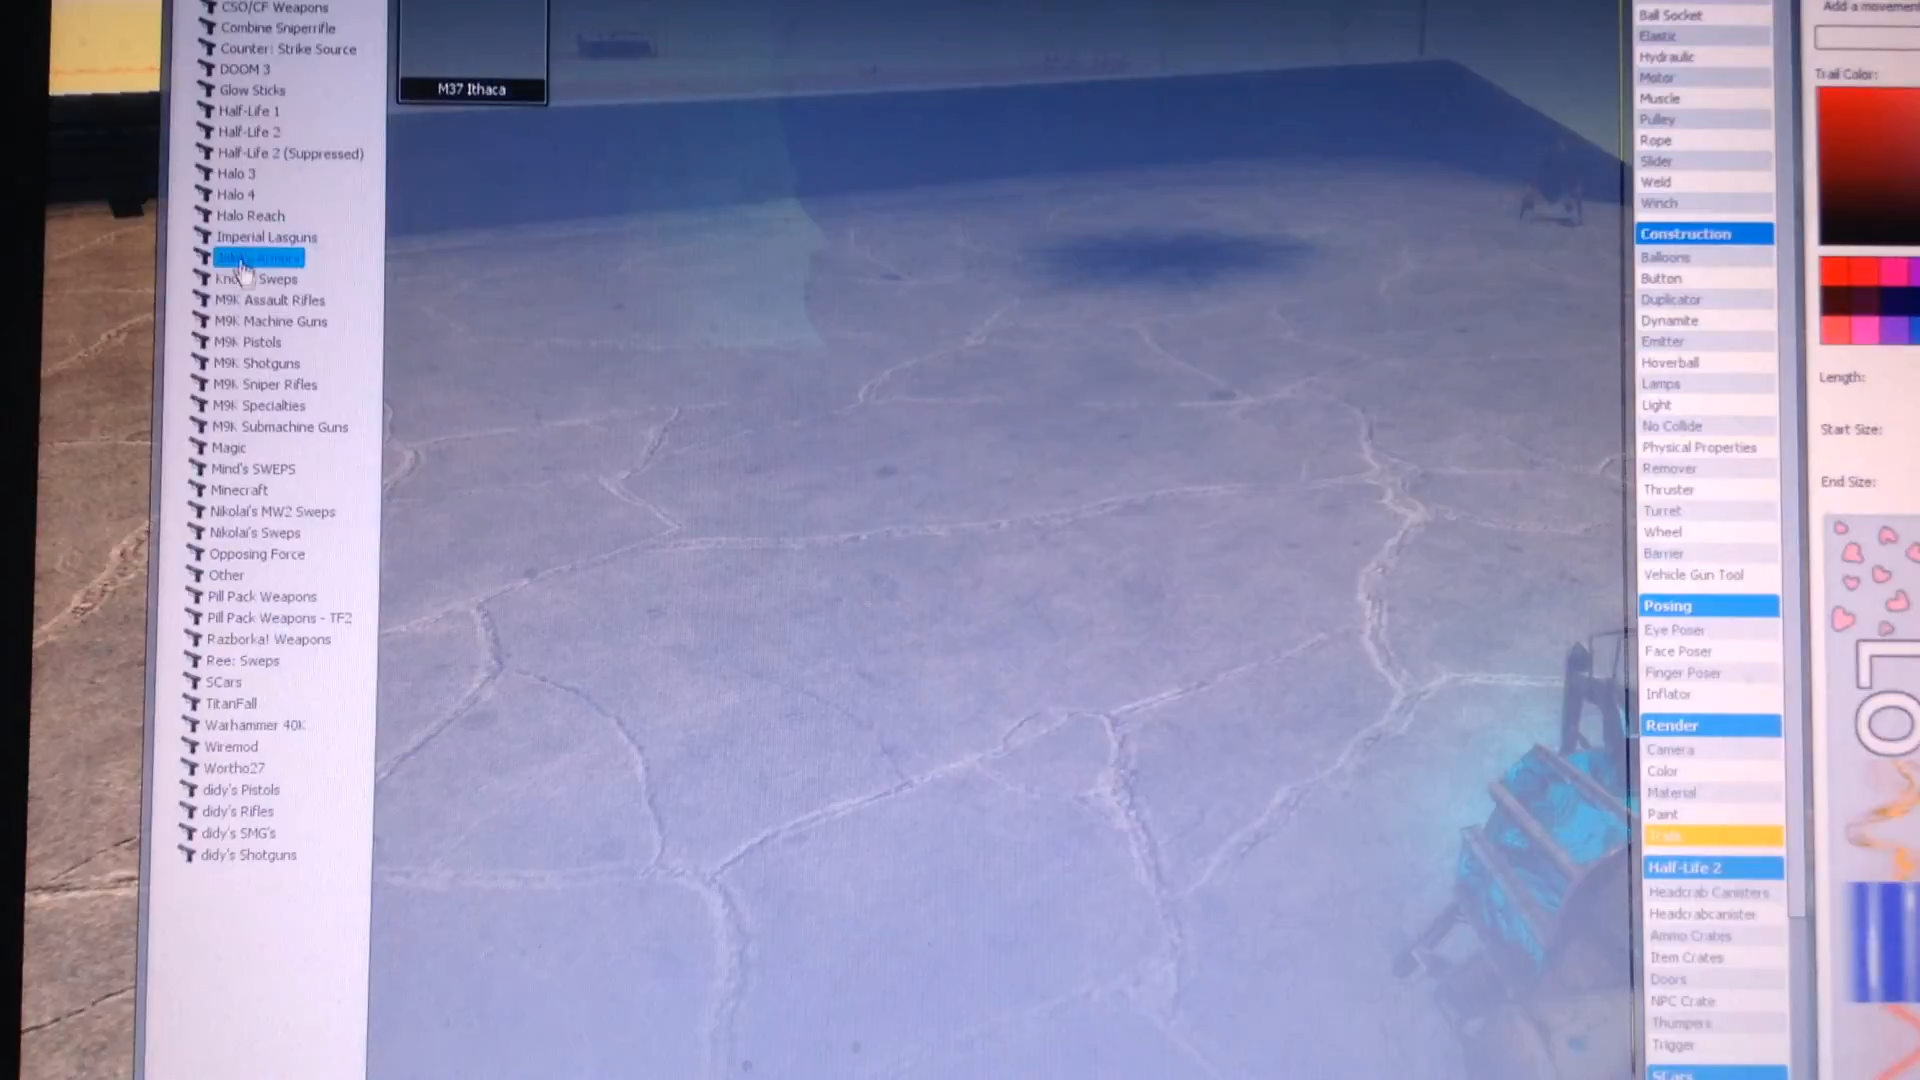 CSO/CF Weapons
Combine Sniperrifle
Counter: Strike Source
DOOM 3
Glow Sticks
Half-Life 1
Half-Life 2
Half-Life 2 (Suppressed)
Halo 3
Halo 4
Halo Reach
Imperial Lasguns
Sweps
M9K Assault Rifles
M9K Machine Guns
M9K Pistols
M9K Shotguns
M9K Sniper Rifles
M9K Specialties
M9K Submachine Guns
Magic
Mind's SWEPS
Minecraft
Nikolai's MW2 Sweps
Nikolai's Sweps
Opposing Force
Other
Pill Pack Weapons
Pill Pack Weapons - TF2
Razborka! Weapons
Ree: Sweps
SCars
TitanFall
Warhammer 40K
Wiremod
Wortho27
didy's Pistols
didy's Rifles
didy's SMG's
didy's Shotguns
M37 Ithaca
Ball Socket
Elastic
Hydraulic
Motor
Muscle
Pulley
Rope
Slider
Weld
Winch
Construction
Balloons
Button
Duplicator
Dynamite
Emitter
Hoverball
Lamps
Light
No Collide
Physical Properties
Remover
Thruster
Turret
Wheel
Barrier
Vehicle Gun Tool
Posing
Eye Poser
Face Poser
Finger Poser
Inflator
Render
Camera
Color
Material
Paint
Trails
Half-Life 2
Headcrab Canisters
Headcrabcanister
Ammo Crates
Item Crates
Doors
NPC Crate
Thumpers
Trigger
SCars
Add a movement
Trail Color:
Length:
Start Size:
End Size:
LO